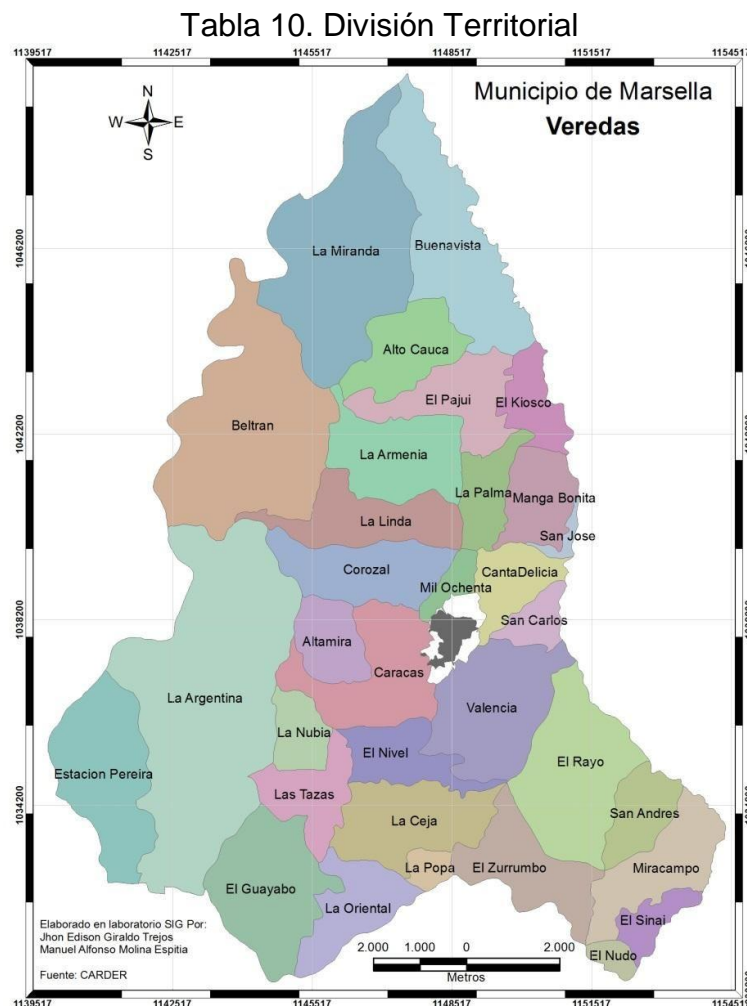 Tabla 10. División Territorial
1139517 1142517 1145517 1148517 1151517 1154517
Municipio de Marsella
Veredas
N
W E
S
1046200
La Miranda
Buenavista
Alto Cauca
El Pajui
El Kiosco
1042200
Beltran
La Armenia
La Palma
Manga Bonita
La Linda
San Jose
Corozal
Mil Ochenta
CantaDelicia
1038200
San Carlos
Altamira
Caracas
La Argentina
Valencia
La Nubia
El Nivel
El Rayo
Estacion Pereira
Las Tazas
1034200
San Andres
La Ceja
La Popa
El Zurrumbo
Miracampo
El Guayabo
La Oriental
El Sinai
El Nudo
Elaborado en laboratorio SIG Por:
Jhon Edison Giraldo Trejos
Manuel Alfonso Molina Espitia
Fuente: CARDER
2.000 1.000 0 2.000
Metros
1139517 1142517 1145517 1148517 1151517 1154517